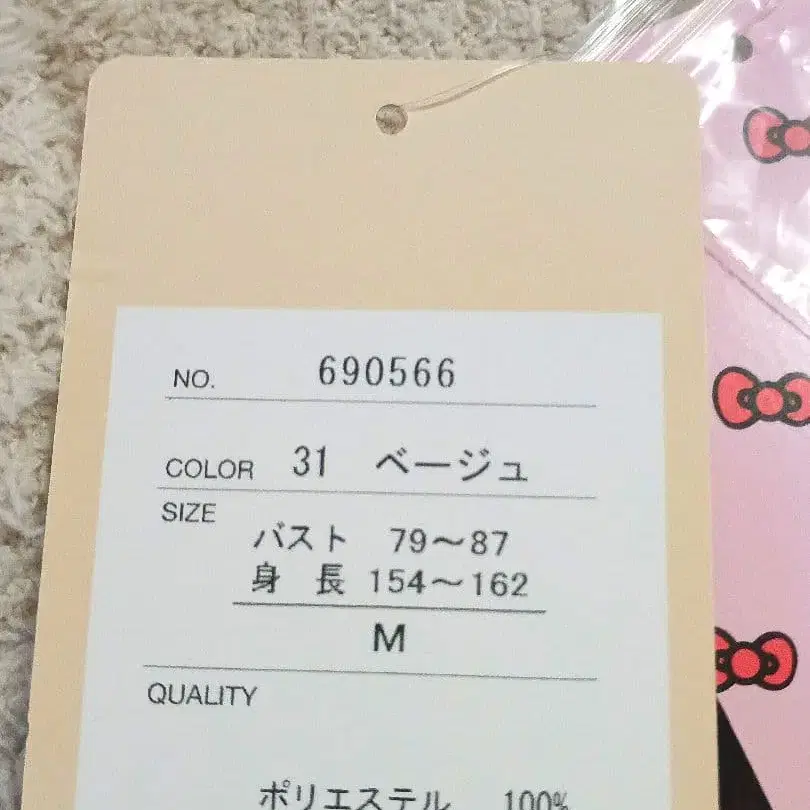 NO. 690566
COLOR 31 ベージュ
SIZE
バスト 79〜87
身 長 154〜162
M
QUALITY
ポリエステル 100%